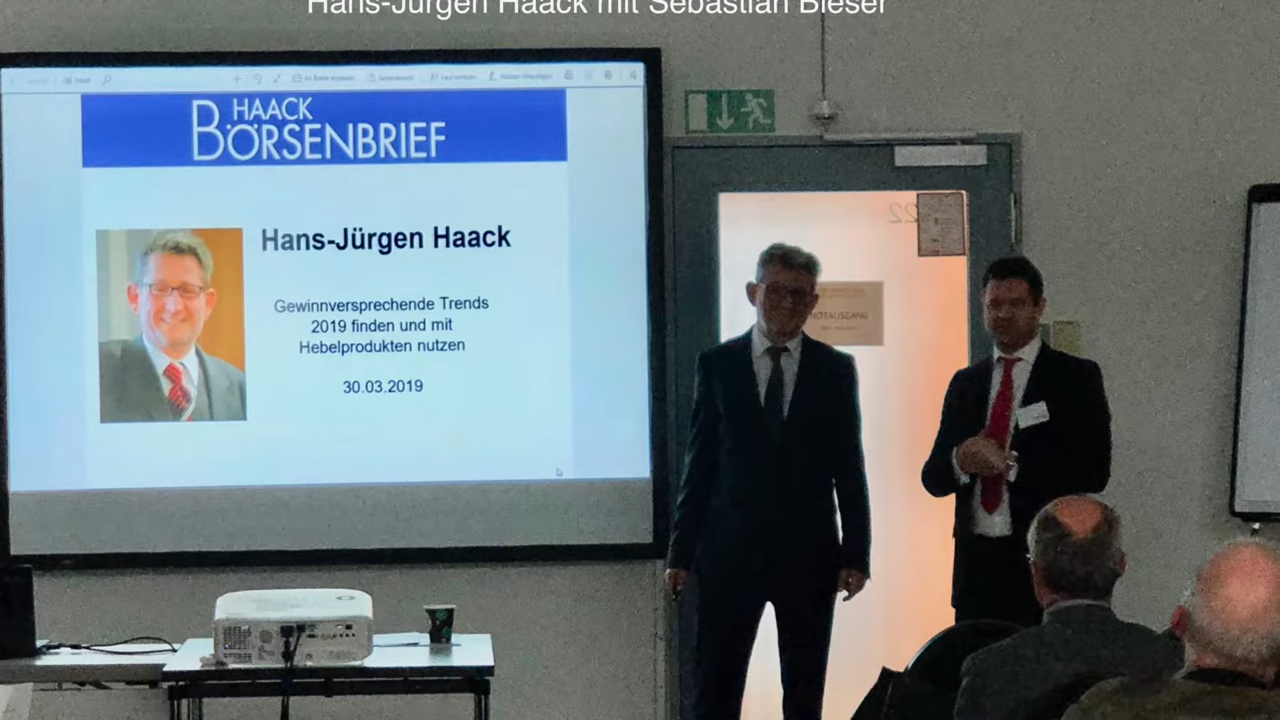 Hans-Jürgen Haack mit Sebastian Bieser
HAACK
BÖRSENBRIEF
Hans-Jürgen Haack
Gewinnversprechende Trends
2019 finden und mit
Hebelprodukten nutzen
30.03.2019
22
NOTAUSGANG